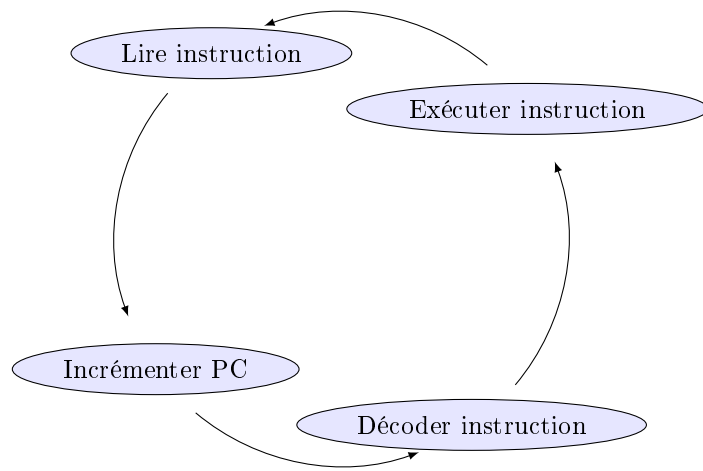 Lire instruction
Exécuter instruction
Incrémenter PC
Décoder instruction